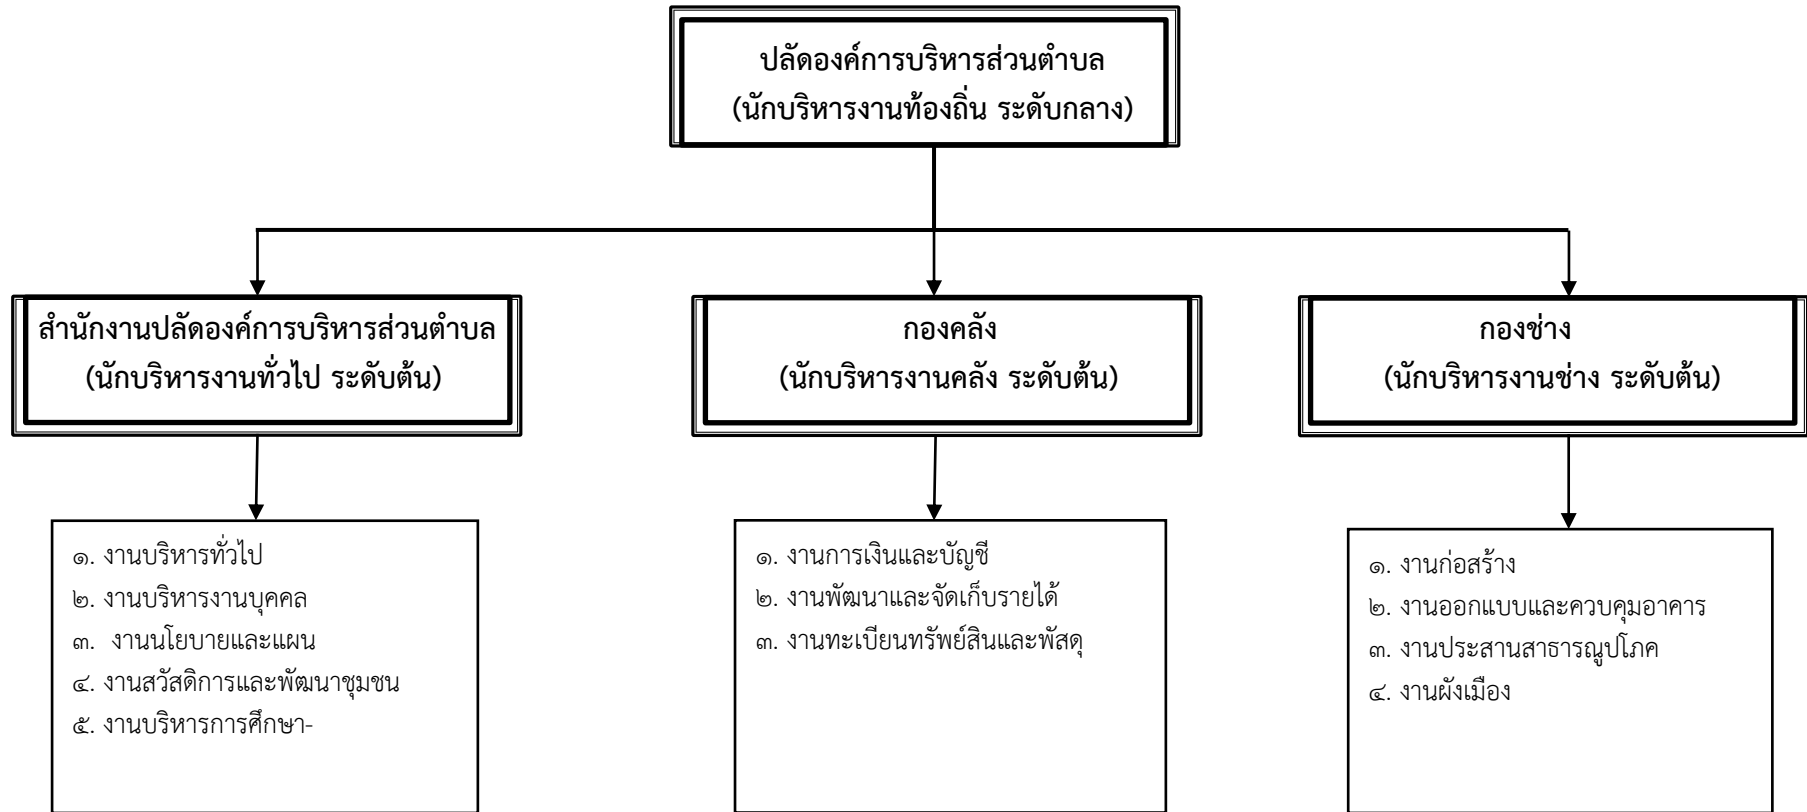 ปลัดองค์การบริหารส่วนตำบล
(นักบริหารงานท้องถิ่น ระดับกลาง)
สำนักงานปลัดองค์การบริหารส่วนตำบล
(นักบริหารงานทั่วไป ระดับต้น)
กองคลัง
(นักบริหารงานคลัง ระดับต้น)
กองช่าง
(นักบริหารงานช่าง ระดับต้น)
๑. งานบริหารทั่วไป
๒. งานบริหารงานบุคคล
๓. งานนโยบายและแผน
๔. งานสวัสดิการและพัฒนาชุมชน
๕. งานบริหารการศึกษา-
๑. งานการเงินและบัญชี
๒. งานพัฒนาและจัดเก็บรายได้
๓. งานทะเบียนทรัพย์สินและพัสดุ
๑. งานก่อสร้าง
๒. งานออกแบบและควบคุมอาคาร
๓. งานประสานสาธารณูปโภค
๔. งานผังเมือง